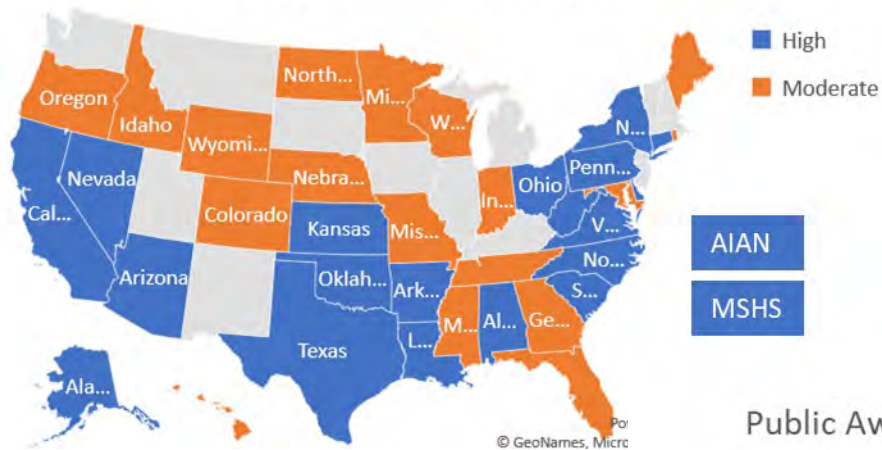 High
Moderate
North...
Mi...
Oregon
Idaho
W...
N...
Wyomi...
Penn...
Nebra...
Ohio
In...
Nevada
Cal...
Colorado
Kansas
Mis...
V...
AIAN
Arizona
Oklah...
Ark...
No...
S...
MSHS
M...
Al...
Ge...
L...
Texas
Ala...
© GeoNames, Micro
Public Aw